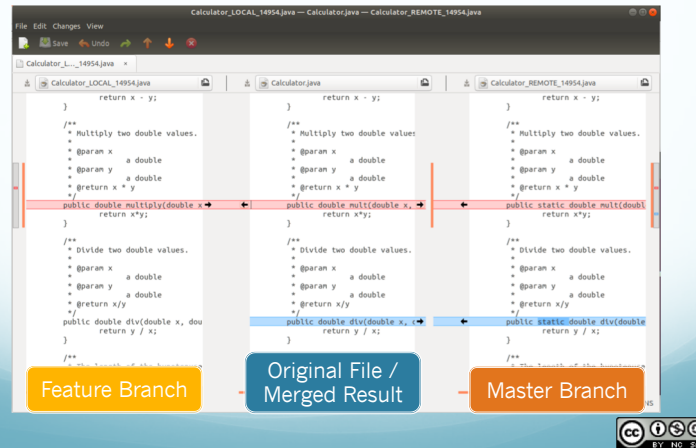 Calculator_LOCAL_14954.java — Calculator.java — Calculator_REMOTE_14954.java
File Edit Changes View
Save Undo
Calculator_L..._14954.java ×
Calculator_LOCAL_14954.java
return x - y;
}
/**
* Multiply two double values.
*
* @param x
* a double
* @param y
* a double
* @return x * y
*/
public double multiply(double x
return x*y;
}
/**
* Divide two double values.
*
* @param x
* a double
* @param y
* a double
* @return x/y
*/
public double div(double x, dou
return y / x;
}
/**
Feature Branch
Calculator.java
return x - y;
}
/**
* Multiply two double values
*
* @param x
* a double
* @param y
* a double
* @return x * y
*/
public double mult(double x,
return x*y;
}
/**
* Divide two double values.
*
* @param x
* a double
* @param y
* a double
* @return x/y
*/
public double div(double x,
return y / x;
}
/**
Original File /
Merged Result
Calculator_REMOTE_14954.java
return x - y;
}
/**
* Multiply two double values.
*
* @param x
* a double
* @param y
* a double
* @return x * y
*/
public static double mult(doubl
return x*y;
}
/**
* Divide two double values.
*
* @param x
* a double
* @param y
* a double
* @return x/y
*/
public static double div(double
return y / x;
}
/**
Master Branch
NS
cc
BY NC S